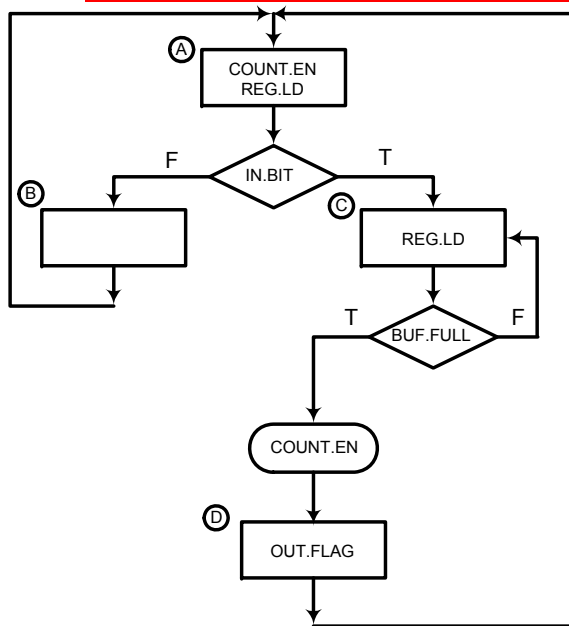 A
COUNT.EN
REG.LD
F
IN.BIT
T
B
C
REG.LD
T
BUF.FULL
F
COUNT.EN
D
OUT.FLAG